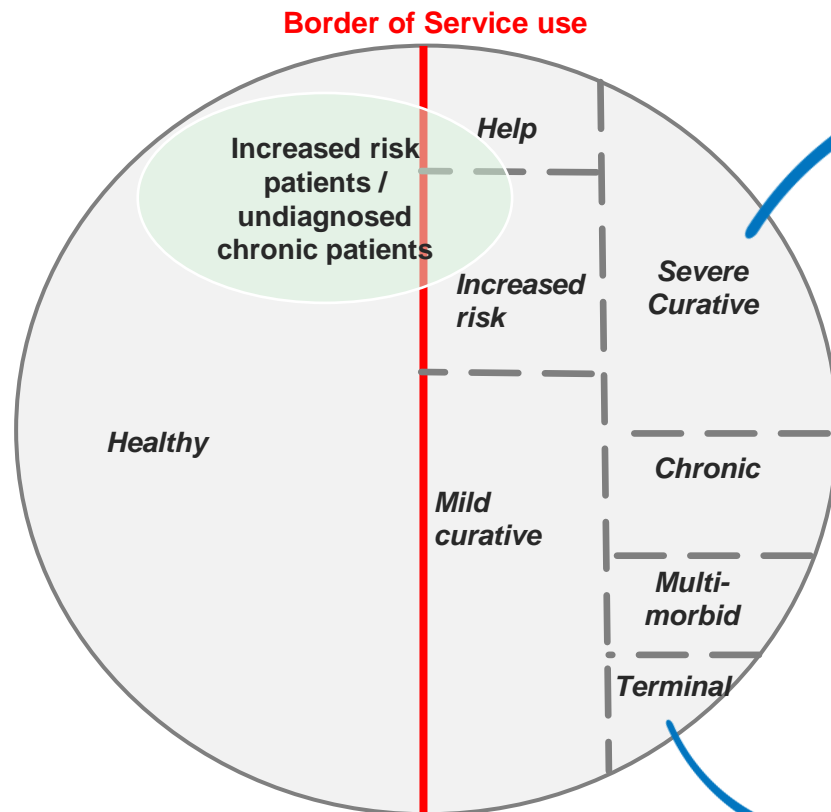 Border of Service use
Help
Increased risk
patients /
undiagnosed
chronic patients
Increased
risk
Severe
Curative
Healthy
Mild
curative
Chronic
Multi-
morbid
Terminal